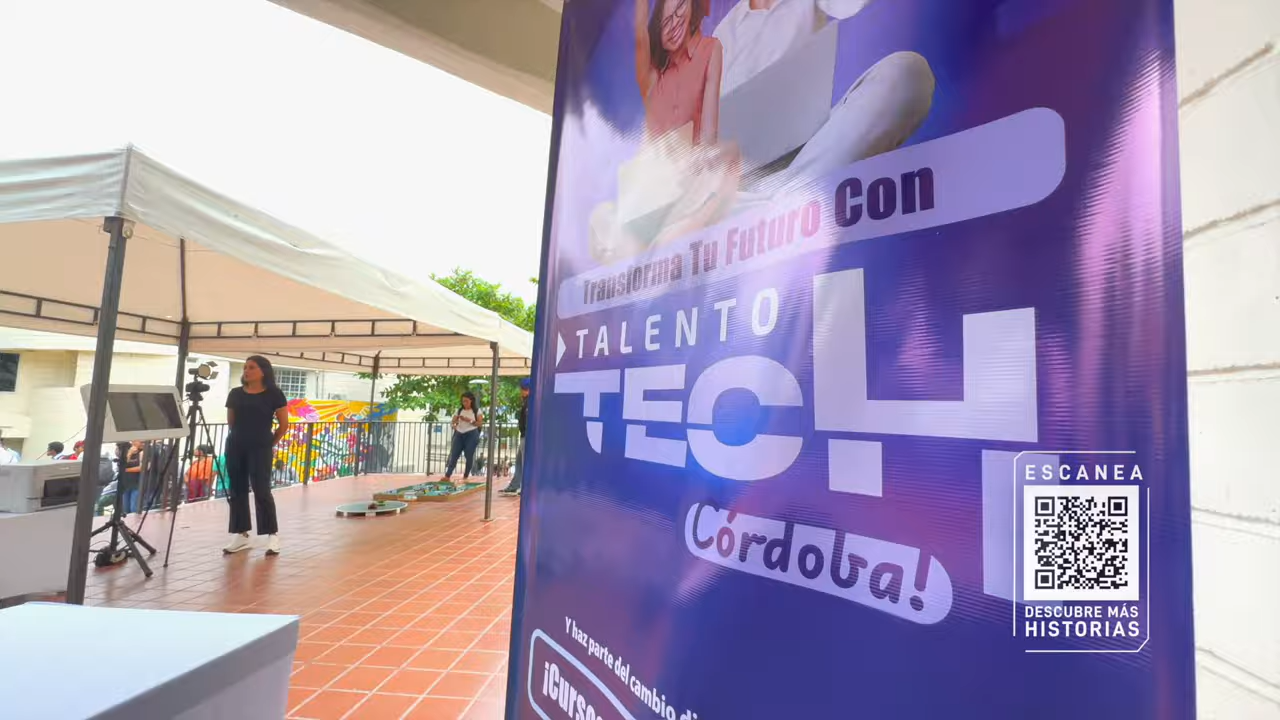 Transforma Tu Futuro Con
TALENTO
TECH
Córdoba!
Y haz parte del cambio
ESCANEA
DESCUBRE MÁS
HISTORIAS